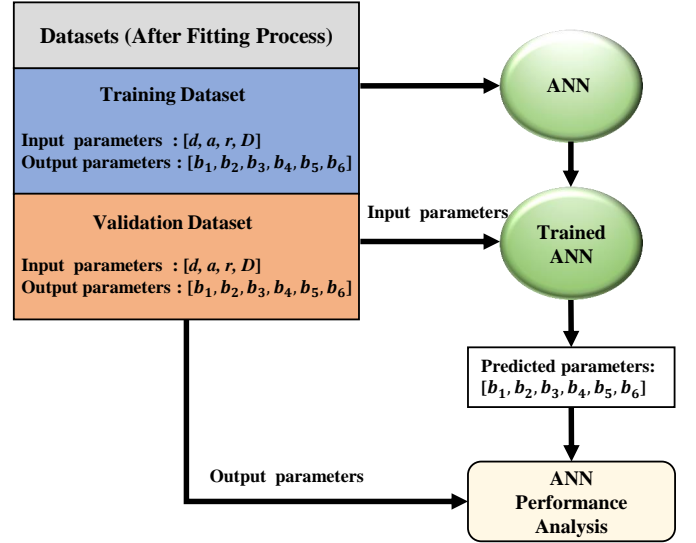 Datasets (After Fitting Process)
Training Dataset
Input parameters : [d, a, r, D]
Output parameters : [b₁, b₂, b₃, b₄, b₅, b₆]
Validation Dataset
Input parameters : [d, a, r, D]
Output parameters : [b₁, b₂, b₃, b₄, b₅, b₆]
ANN
Input parameters
Trained
ANN
Predicted parameters:
[b₁, b₂, b₃, b₄, b₅, b₆]
Output parameters
ANN
Performance
Analysis